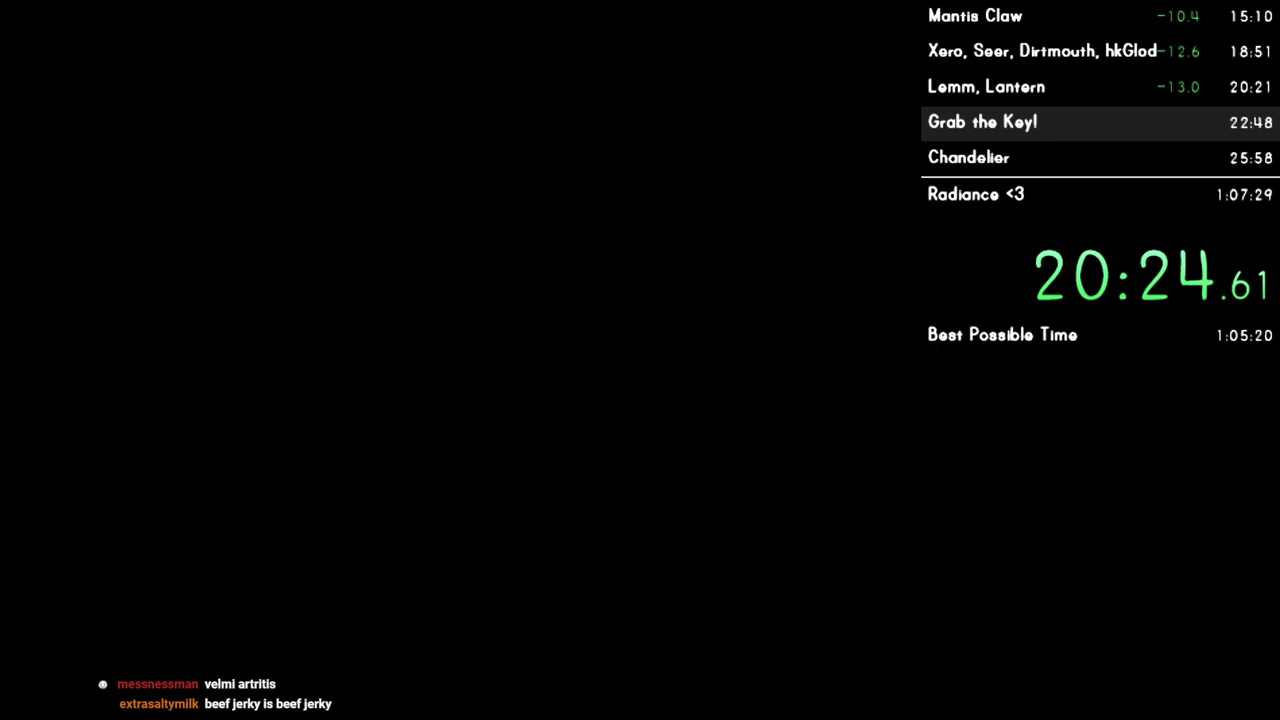 Mantis Claw -10.4 15:10
Xero, Seer, Dirtmouth, hkGlod -12.6 18:51
Lemm, Lantern -13.0 20:21
Grab the Key! 22:48
Chandelier 25:58
Radiance <3 1:07:29
20:24.61
Best Possible Time 1:05:20
messnessman velmi artritis
extrasaltymilk beef jerky is beef jerky